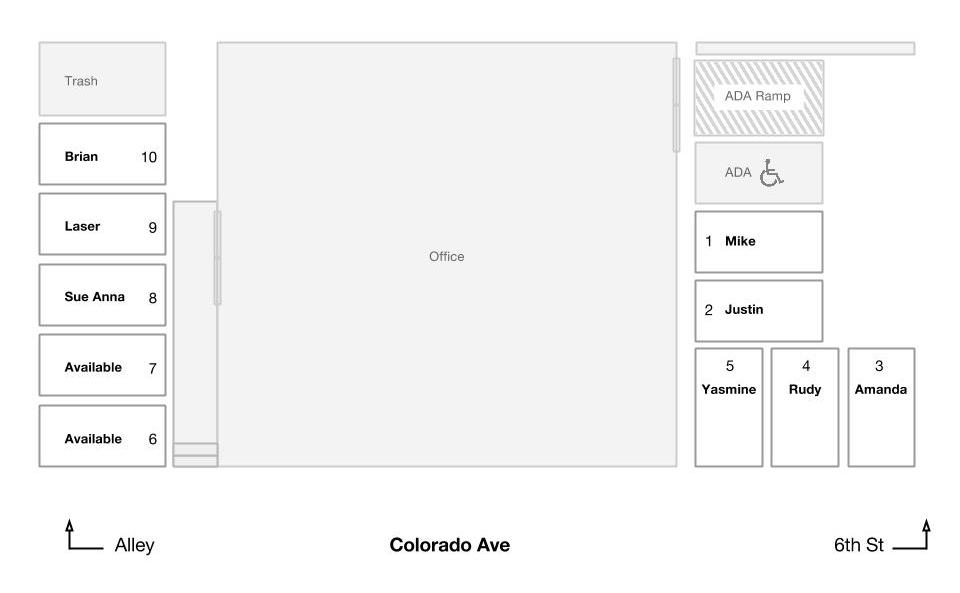 Trash
Brian 10
Laser 9
Sue Anna 8
Available 7
Available 6
Office
ADA Ramp
ADA
1 Mike
2 Justin
5 4 3
Yasmine Rudy Amanda
Alley Colorado Ave 6th St